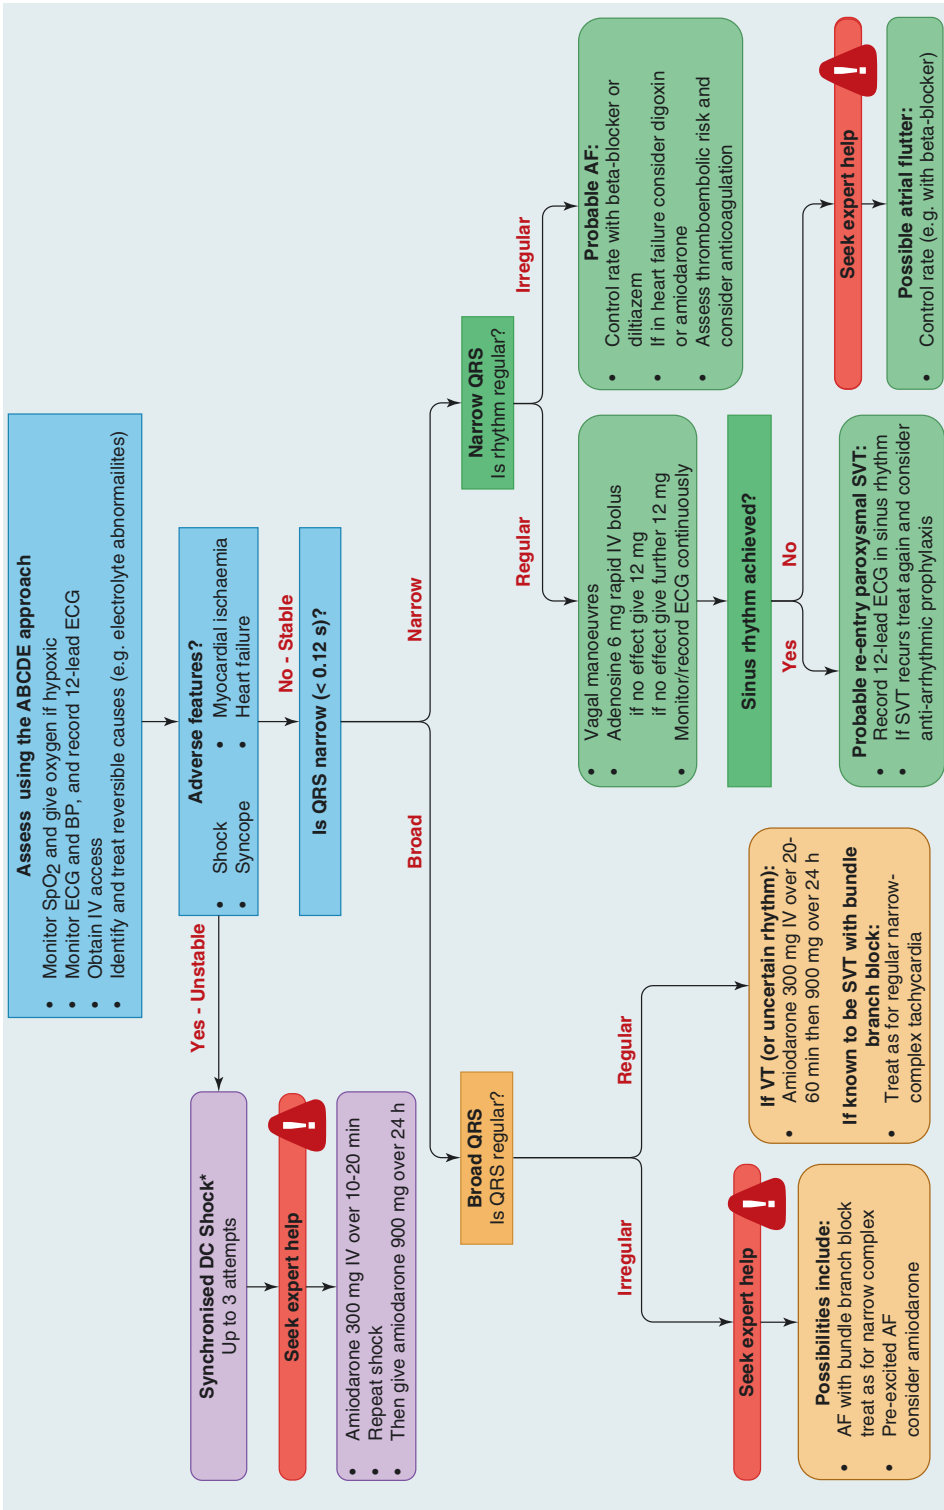 Assess using the ABCDE approach
• Monitor SpO2 and give oxygen if hypoxic
• Monitor ECG and BP, and record 12-lead ECG
• Obtain IV access
• Identify and treat reversible causes (e.g. electrolyte abnormailites)
Adverse features?
• Shock • Myocardial ischaemia
• Syncope • Heart failure
Yes - Unstable
Synchronised DC Shock*
Up to 3 attempts
Seek expert help
!
• Amiodarone 300 mg IV over 10-20 min
• Repeat shock
• Then give amiodarone 900 mg over 24 h
No - Stable
Is QRS narrow (< 0.12 s)?
Broad
Narrow
Broad QRS
Is QRS regular?
Irregular
Regular
Seek expert help
!
Possibilities include:
• AF with bundle branch block
treat as for narrow complex
• Pre-excited AF
consider amiodarone
If VT (or uncertain rhythm):
• Amiodarone 300 mg IV over 20-
60 min then 900 mg over 24 h
If known to be SVT with bundle
branch block:
• Treat as for regular narrow-
complex tachycardia
Narrow QRS
Is rhythm regular?
Regular
Irregular
• Vagal manoeuvres
• Adenosine 6 mg rapid IV bolus
if no effect give 12 mg
if no effect give further 12 mg
• Monitor/record ECG continuously
Probable AF:
• Control rate with beta-blocker or
diltiazem
• If in heart failure consider digoxin
or amiodarone
• Assess thromboembolic risk and
consider anticoagulation
Sinus rhythm achieved?
Yes
No
Probable re-entry paroxysmal SVT:
• Record 12-lead ECG in sinus rhythm
• If SVT recurs treat again and consider
anti-arrhythmic prophylaxis
Seek expert help
!
Possible atrial flutter:
• Control rate (e.g. with beta-blocker)